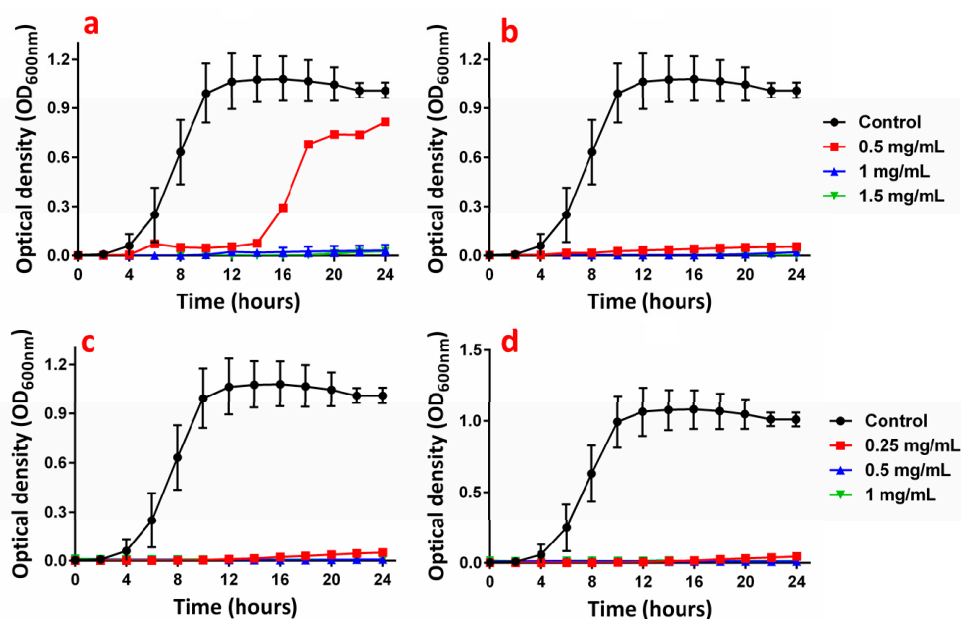 a
b
Optical density (OD600nm)
1.2
0.9
0.6
0.3
0.0
0 4 8 12 16 20 24
Time (hours)
Optical density (OD600nm)
1.2
0.9
0.6
0.3
0.0
0 4 8 12 16 20 24
Time (hours)
Control
0.5 mg/mL
1 mg/mL
1.5 mg/mL
c
d
Optical density (OD600nm)
1.2
0.9
0.6
0.3
0.0
0 4 8 12 16 20 24
Time (hours)
Optical density (OD600nm)
1.5
1.0
0.5
0.0
0 4 8 12 16 20 24
Time (hours)
Control
0.25 mg/mL
0.5 mg/mL
1 mg/mL